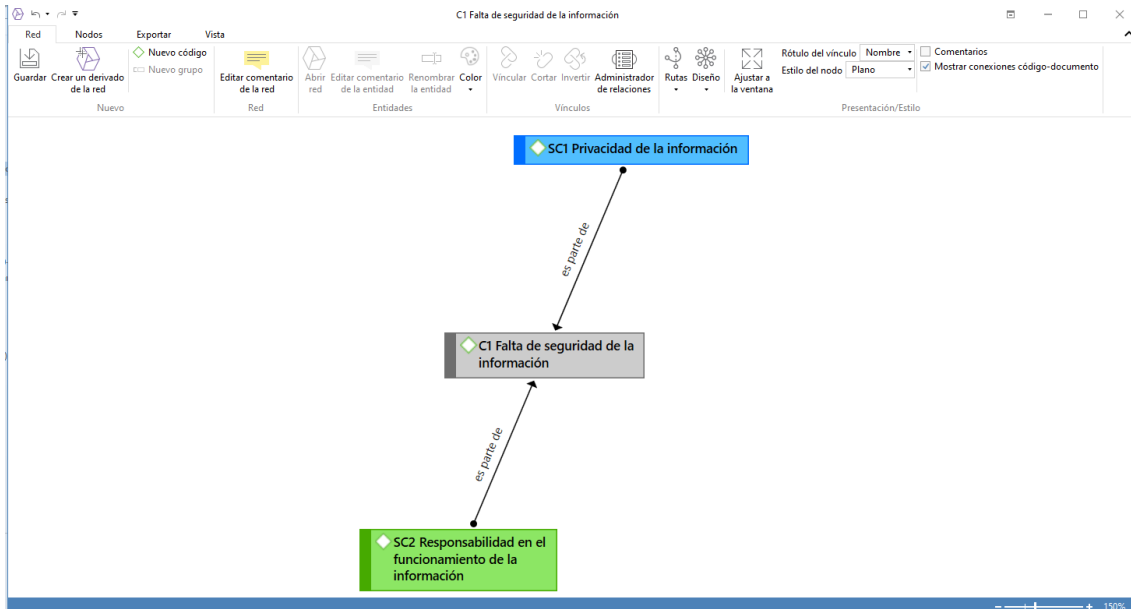 C1 Falta de seguridad de la información
Red Nodos Exportar Vista
Guardar Crear un derivado de la red
Nuevo código
Nuevo grupo
Editar comentario de la red
Abrir red
Editar comentario de la entidad
Renombrar la entidad
Color
Vincular Cortar Invertir Administrador de relaciones
Rutas Diseño
Ajustar a la ventana
Rótulo del vínculo Nombre
Estilo del nodo Plano
Comentarios
Mostrar conexiones código-documento
Nuevo Red Entidades Vínculos Presentación/Estilo
SC1 Privacidad de la información
es parte de
C1 Falta de seguridad de la
información
es parte de
SC2 Responsabilidad en el
funcionamiento de la
información
150%